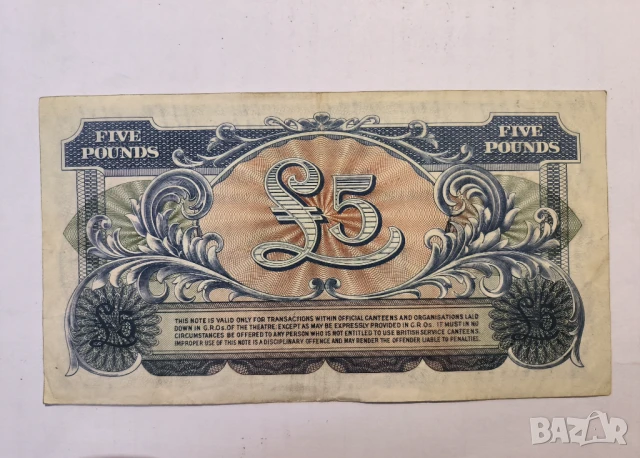 FIVE POUNDS
FIVE POUNDS
£5
THIS NOTE IS VALID ONLY FOR TRANSACTIONS WITHIN OFFICIAL CANTEENS AND ORGANISATIONS LAID
DOWN IN G.R.Os. OF THE THEATRE, EXCEPT AS MAY BE EXPRESSLY PROVIDED IN G.R.Os. IT MUST IN NO
CIRCUMSTANCES BE OFFERED TO ANY PERSON WHO IS NOT ENTITLED TO USE BRITISH SERVICE CANTEENS.
IMPROPER USE OF THIS NOTE IS A DISCIPLINARY OFFENCE AND MAY RENDER THE OFFENDER LIABLE TO PENALTIES.
£5
£5
BAZAR